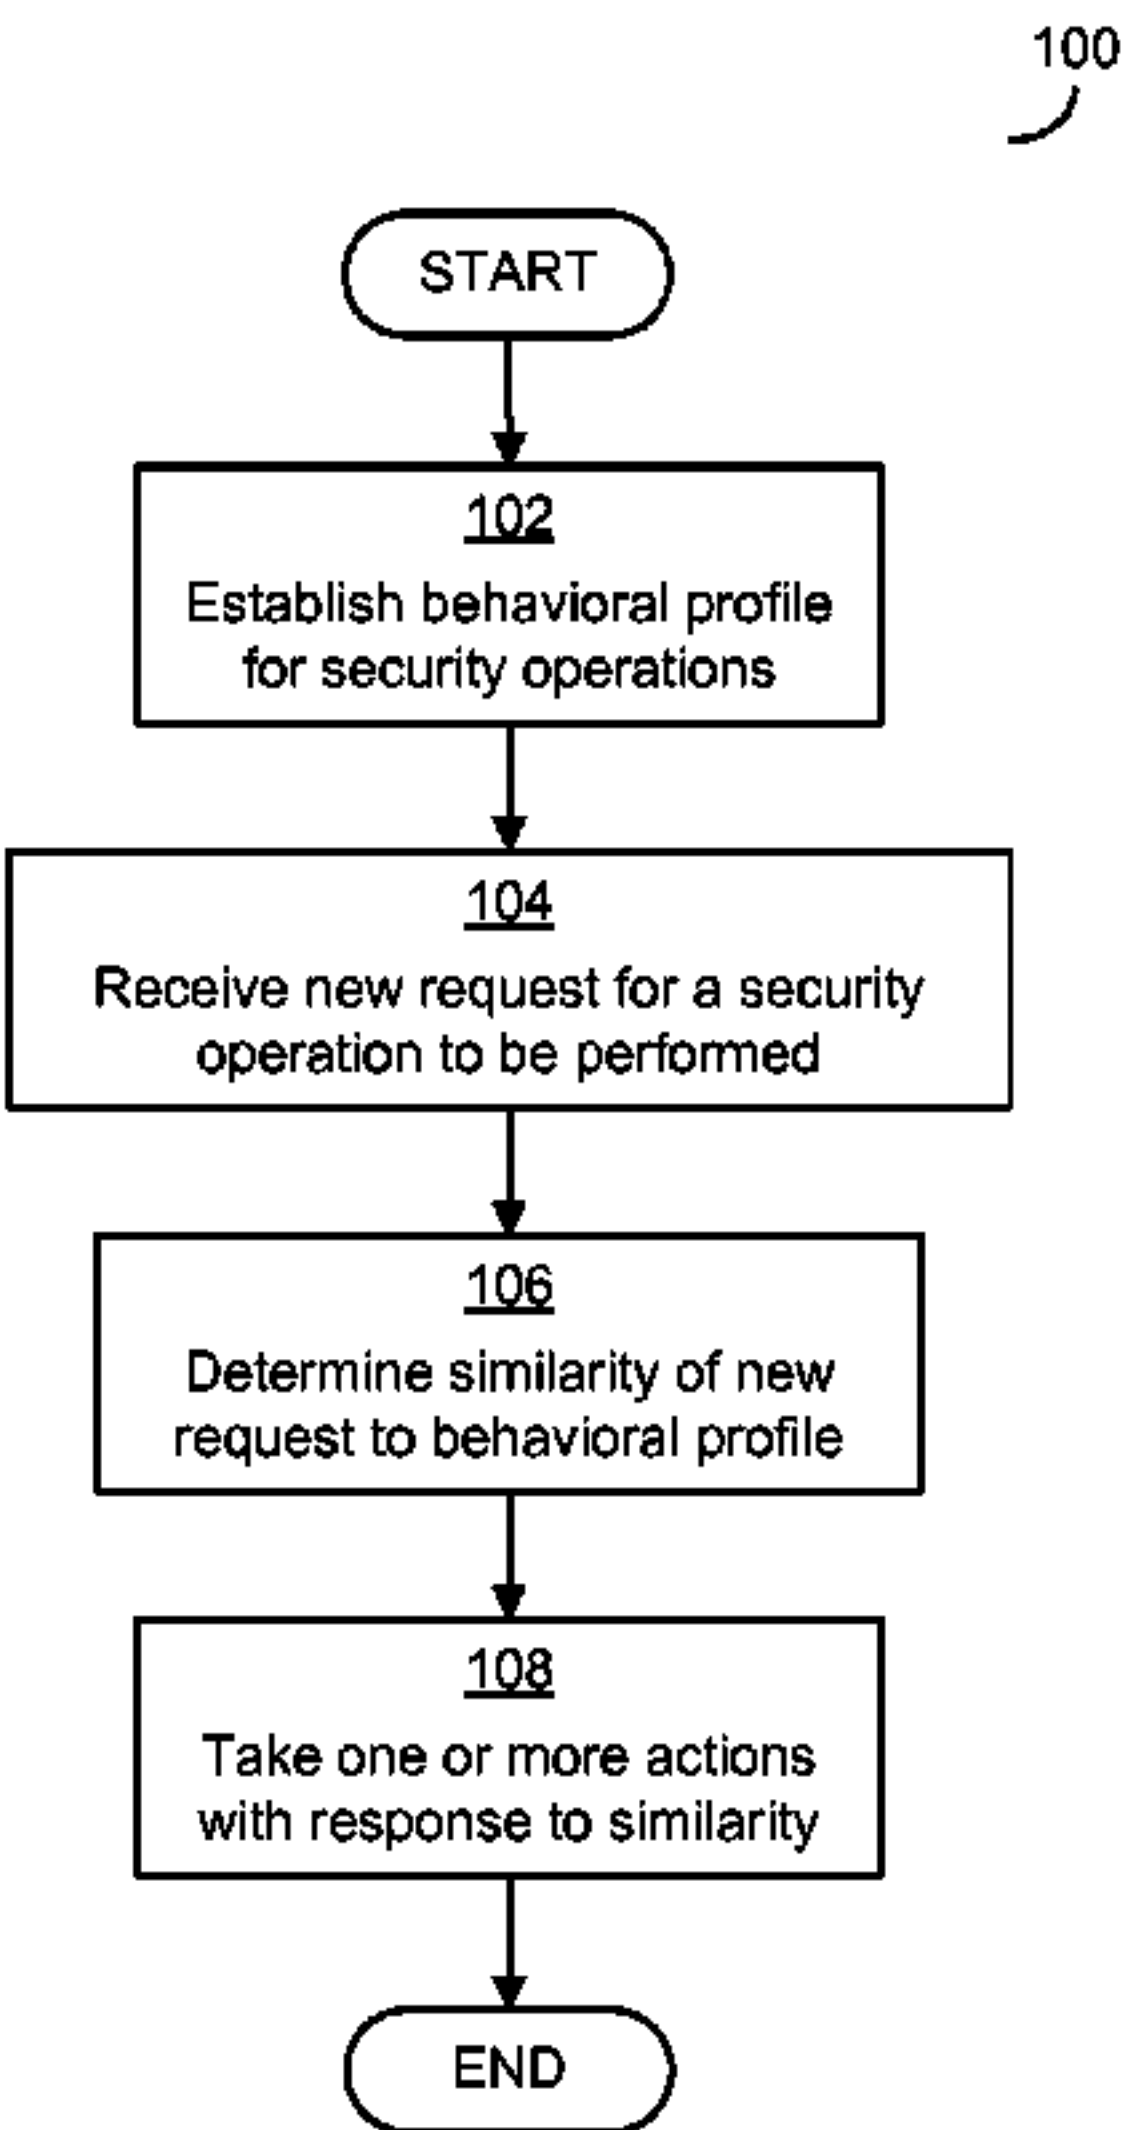 100
START
102
Establish behavioral profile
for security operations
104
Receive new request for a security
operation to be performed
106
Determine similarity of new
request to behavioral profile
108
Take one or more actions
with response to similarity
END